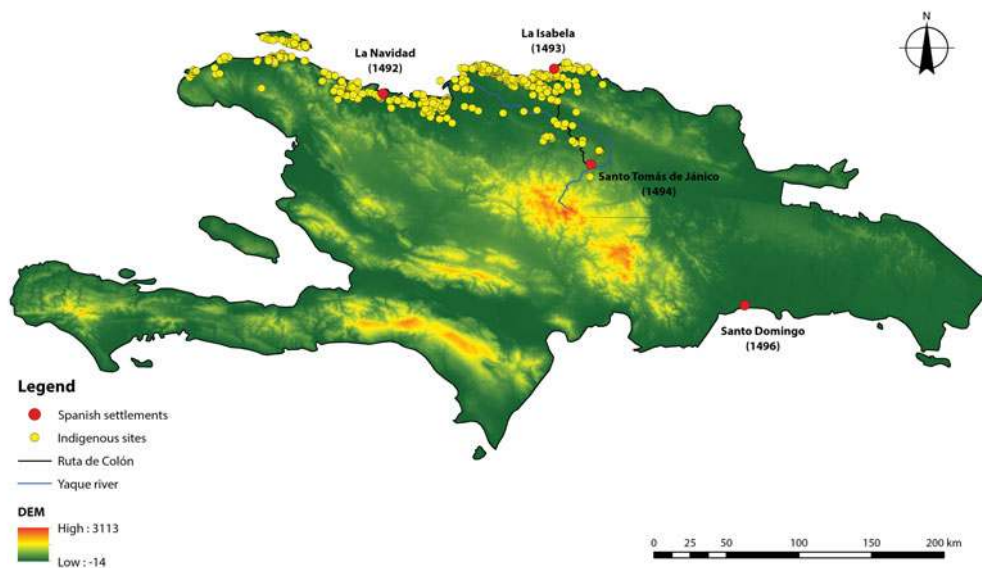 N
La Isabela
(1493)
La Navidad
(1492)
Santo Tomás de Jánico
(1494)
Santo Domingo
(1496)
Legend
Spanish settlements
Indigenous sites
Ruta de Colón
Yaque river
DEM
High : 3113
Low : -14
0 25 50 100 150 200 km